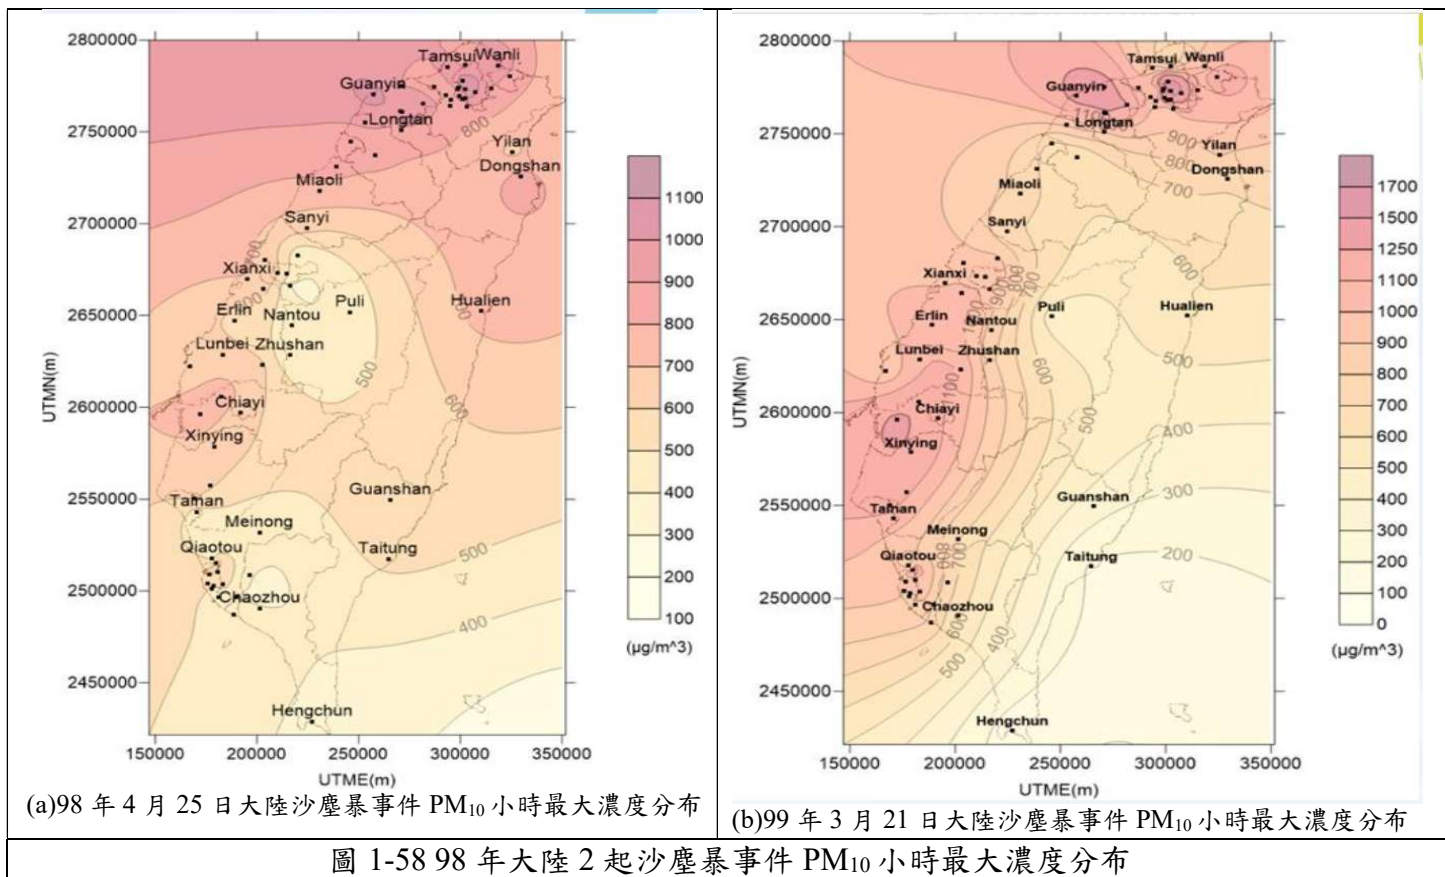 2800000
2750000
2700000
2650000
2600000
2550000
2500000
2450000
UTMN(m)
150000 200000 250000 300000 350000
UTME(m)
Tamsui Wanli
Guanyin
Longtan
800
Yilan
Dongshan
Miaoli
Sanyi
700
Xianxi
Puli
Hualien
Erlin
Nantou
Lunbei Zhushan
500
600
Chiayi
Xinying
Guanshan
Tainan
Meinong
Qiaotou
Taitung
500
Chaozhou
400
Hengchun
1100
1000
900
800
700
600
500
400
300
200
100
(µg/m^3)
(a)98 年 4 月 25 日大陸沙塵暴事件 PM10 小時最大濃度分布
2800000
2750000
2700000
2650000
2600000
2550000
2500000
2450000
UTMN(m)
150000 200000 250000 300000 350000
UTME(m)
Tamsui Wanli
Guanyin
Longtan
900
Yilan
800
Dongshan
700
Miaoli
Sanyi
600
Xianxi
800
900
700
Puli
Hualien
Erlin
Nantou
Lunbei Zhushan
500
600
1100
Chiayi
500
400
Xinying
Guanshan
300
Tainan
Meinong
Qiaotou
800
700
Taitung
200
Chaozhou
600
400
500
Hengchun
1700
1500
1250
1100
1000
900
800
700
600
500
400
300
200
100
0
(µg/m^3)
(b)99 年 3 月 21 日大陸沙塵暴事件 PM10 小時最大濃度分布
圖 1-58 98 年大陸 2 起沙塵暴事件 PM10 小時最大濃度分布